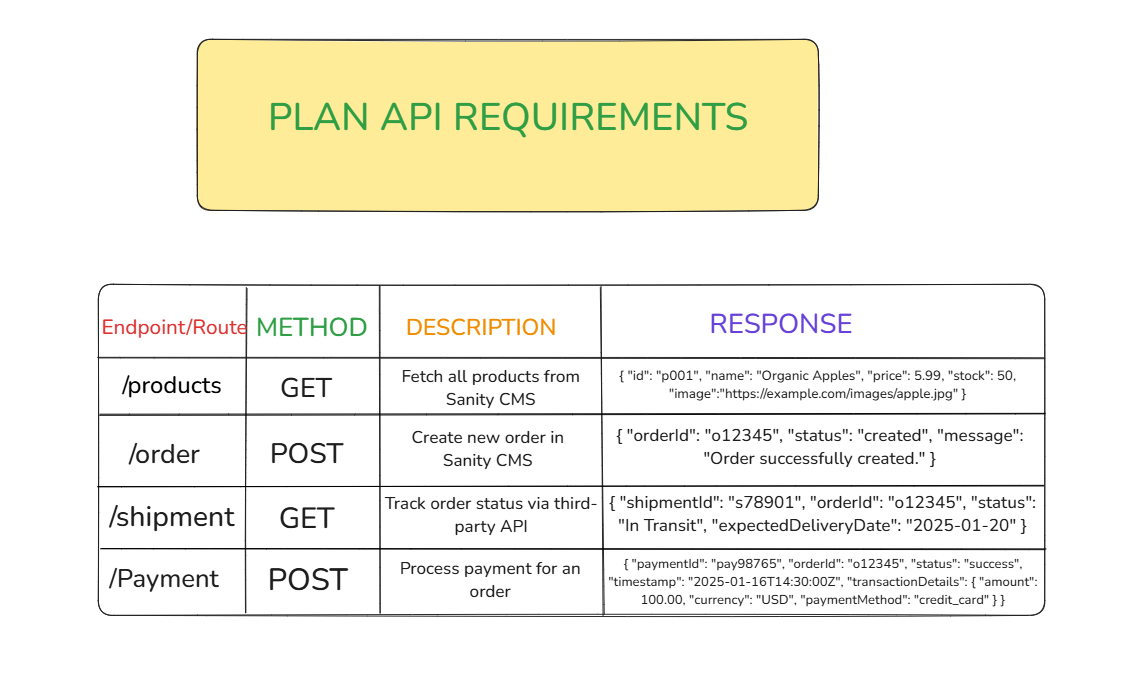 PLAN API REQUIREMENTS
Endpoint/Route METHOD DESCRIPTION RESPONSE
/products GET
Fetch all products from
Sanity CMS
{ "id": "p001", "name": "Organic Apples", "price": 5.99, "stock": 50,
"image":"https://example.com/images/apple.jpg" }
/order POST
Create new order in
Sanity CMS
{ "orderId": "o12345", "status": "created", "message":
"Order successfully created." }
/shipment GET
Track order status via third-
party API
{ "shipmentId": "s78901", "orderId": "o12345", "status":
"In Transit", "expectedDeliveryDate": "2025-01-20" }
/Payment POST
Process payment for an
order
{ "paymentId": "pay98765", "orderId": "o12345", "status": "success",
"timestamp": "2025-01-16T14:30:00Z", "transactionDetails": { "amount":
100.00, "currency": "USD", "paymentMethod": "credit_card" } }